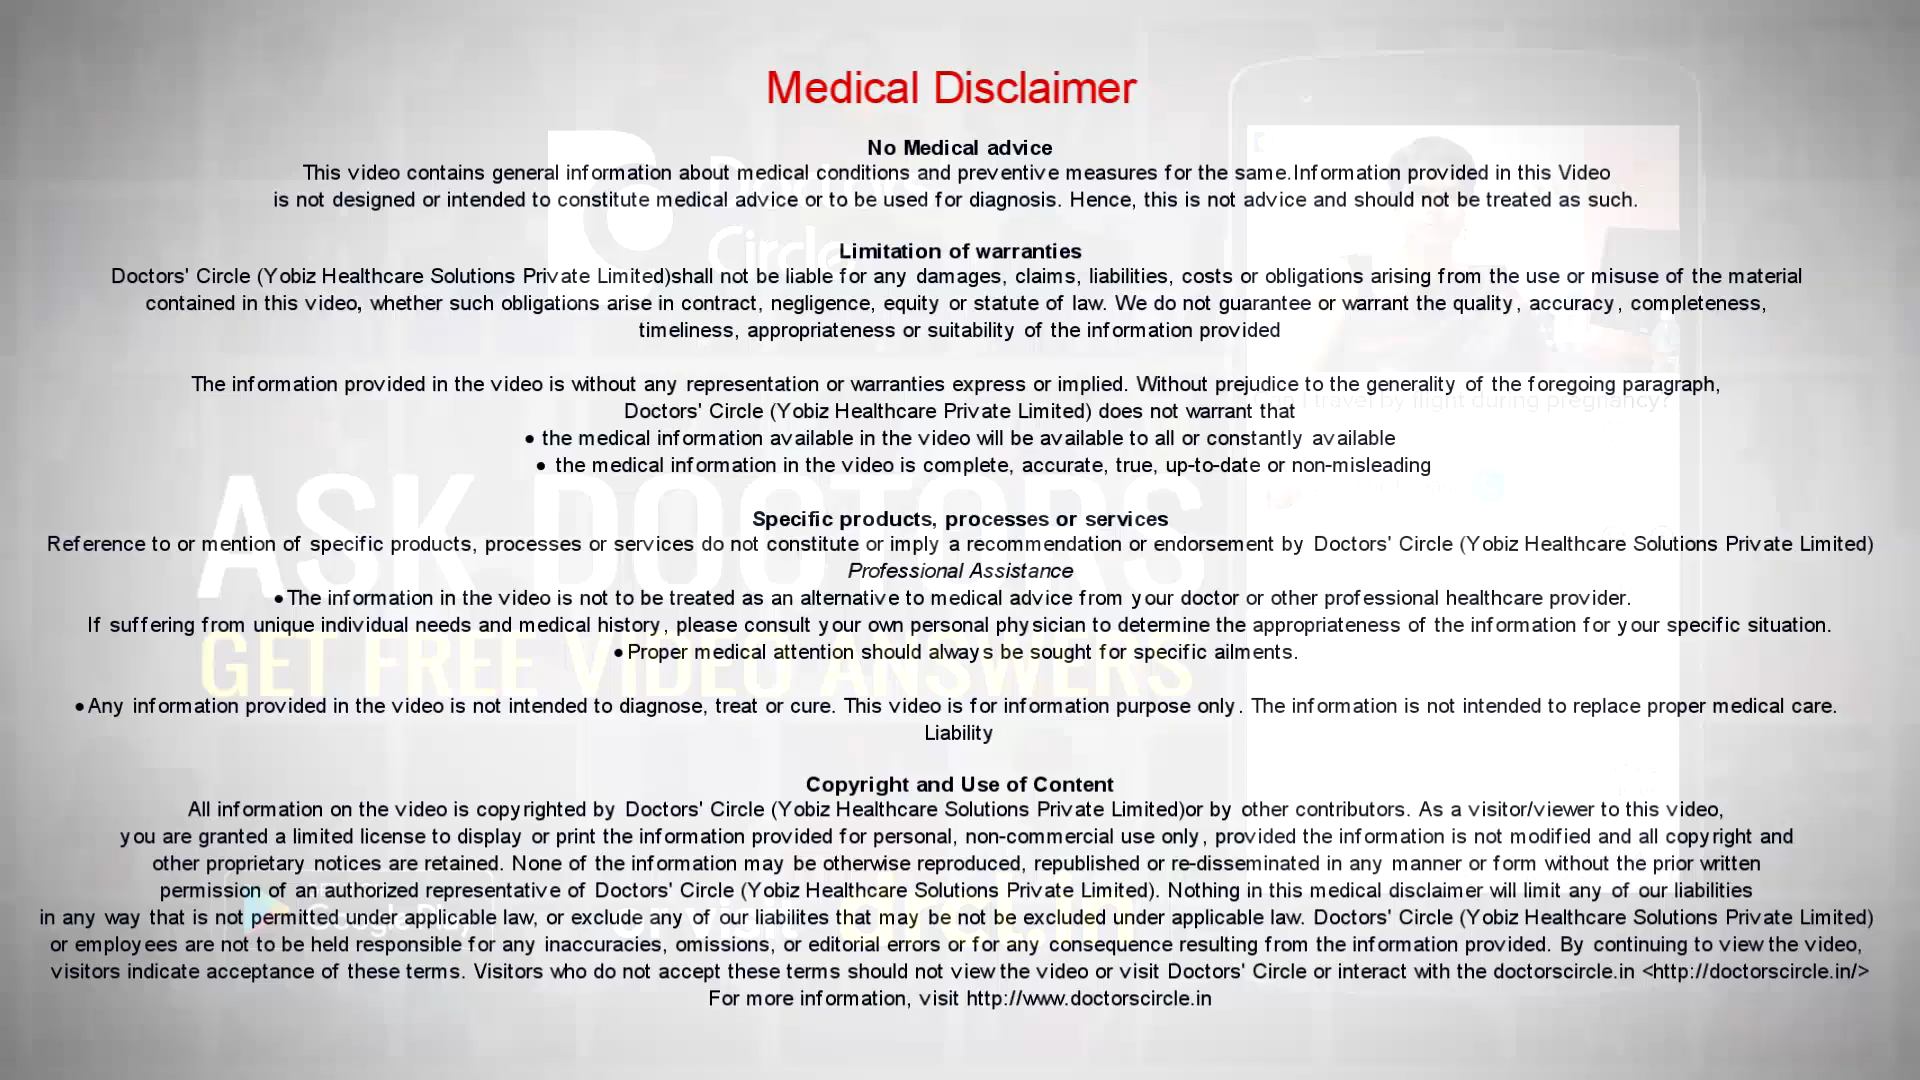 Medical Disclaimer
No Medical advice
This video contains general information about medical conditions and preventive measures for the same.Information provided in this Video
is not designed or intended to constitute medical advice or to be used for diagnosis. Hence, this is not advice and should not be treated as such.
Doctors'
Circle
Limitation of warranties
Doctors' Circle (Yobiz Healthcare Solutions Private Limited)shall not be liable for any damages, claims, liabilities, costs or obligations arising from the use or misuse of the material
contained in this video, whether such obligations arise in contract, negligence, equity or statute of law. We do not guarantee or warrant the quality, accuracy, completeness,
timeliness, appropriateness or suitability of the information provided
The information provided in the video is without any representation or warranties express or implied. Without prejudice to the generality of the foregoing paragraph,
Can I travel by flight during pregnancy?
Doctors' Circle (Yobiz Healthcare Private Limited) does not warrant that
• the medical information available in the video will be available to all or constantly available
• the medical information in the video is complete, accurate, true, up-to-date or non-misleading
ASK DOCTORS
Specific products, processes or services
Reference to or mention of specific products, processes or services do not constitute or imply a recommendation or endorsement by Doctors' Circle (Yobiz Healthcare Solutions Private Limited)
Professional Assistance
•The information in the video is not to be treated as an alternative to medical advice from your doctor or other professional healthcare provider.
If suffering from unique individual needs and medical history, please consult your own personal physician to determine the appropriateness of the information for your specific situation.
•Proper medical attention should always be sought for specific ailments.
GET FREE VIDEO ANSWERS
•Any information provided in the video is not intended to diagnose, treat or cure. This video is for information purpose only. The information is not intended to replace proper medical care.
Liability
Copyright and Use of Content
All information on the video is copyrighted by Doctors' Circle (Yobiz Healthcare Solutions Private Limited)or by other contributors. As a visitor/viewer to this video,
you are granted a limited license to display or print the information provided for personal, non-commercial use only, provided the information is not modified and all copyright and
other proprietary notices are retained. None of the information may be otherwise reproduced, republished or re-disseminated in any manner or form without the prior written
permission of an authorized representative of Doctors' Circle (Yobiz Healthcare Solutions Private Limited). Nothing in this medical disclaimer will limit any of our liabilities
in any way that is not permitted under applicable law, or exclude any of our liabilites that may be not be excluded under applicable law. Doctors' Circle (Yobiz Healthcare Solutions Private Limited)
Google Play
or visit drct.in
or employees are not to be held responsible for any inaccuracies, omissions, or editorial errors or for any consequence resulting from the information provided. By continuing to view the video,
visitors indicate acceptance of these terms. Visitors who do not accept these terms should not view the video or visit Doctors' Circle or interact with the doctorscircle.in <http://doctorscircle.in/>
For more information, visit http://www.doctorscircle.in